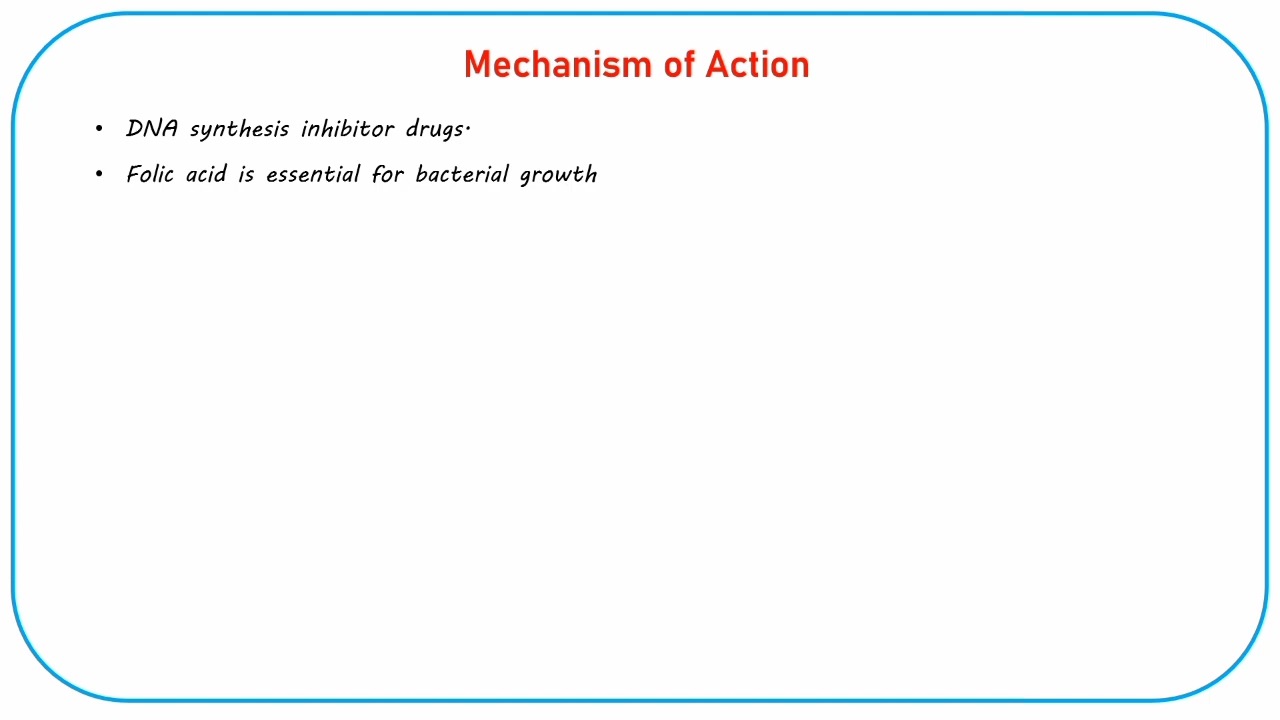 Mechanism of Action
• DNA synthesis inhibitor drugs.
• Folic acid is essential for bacterial growth